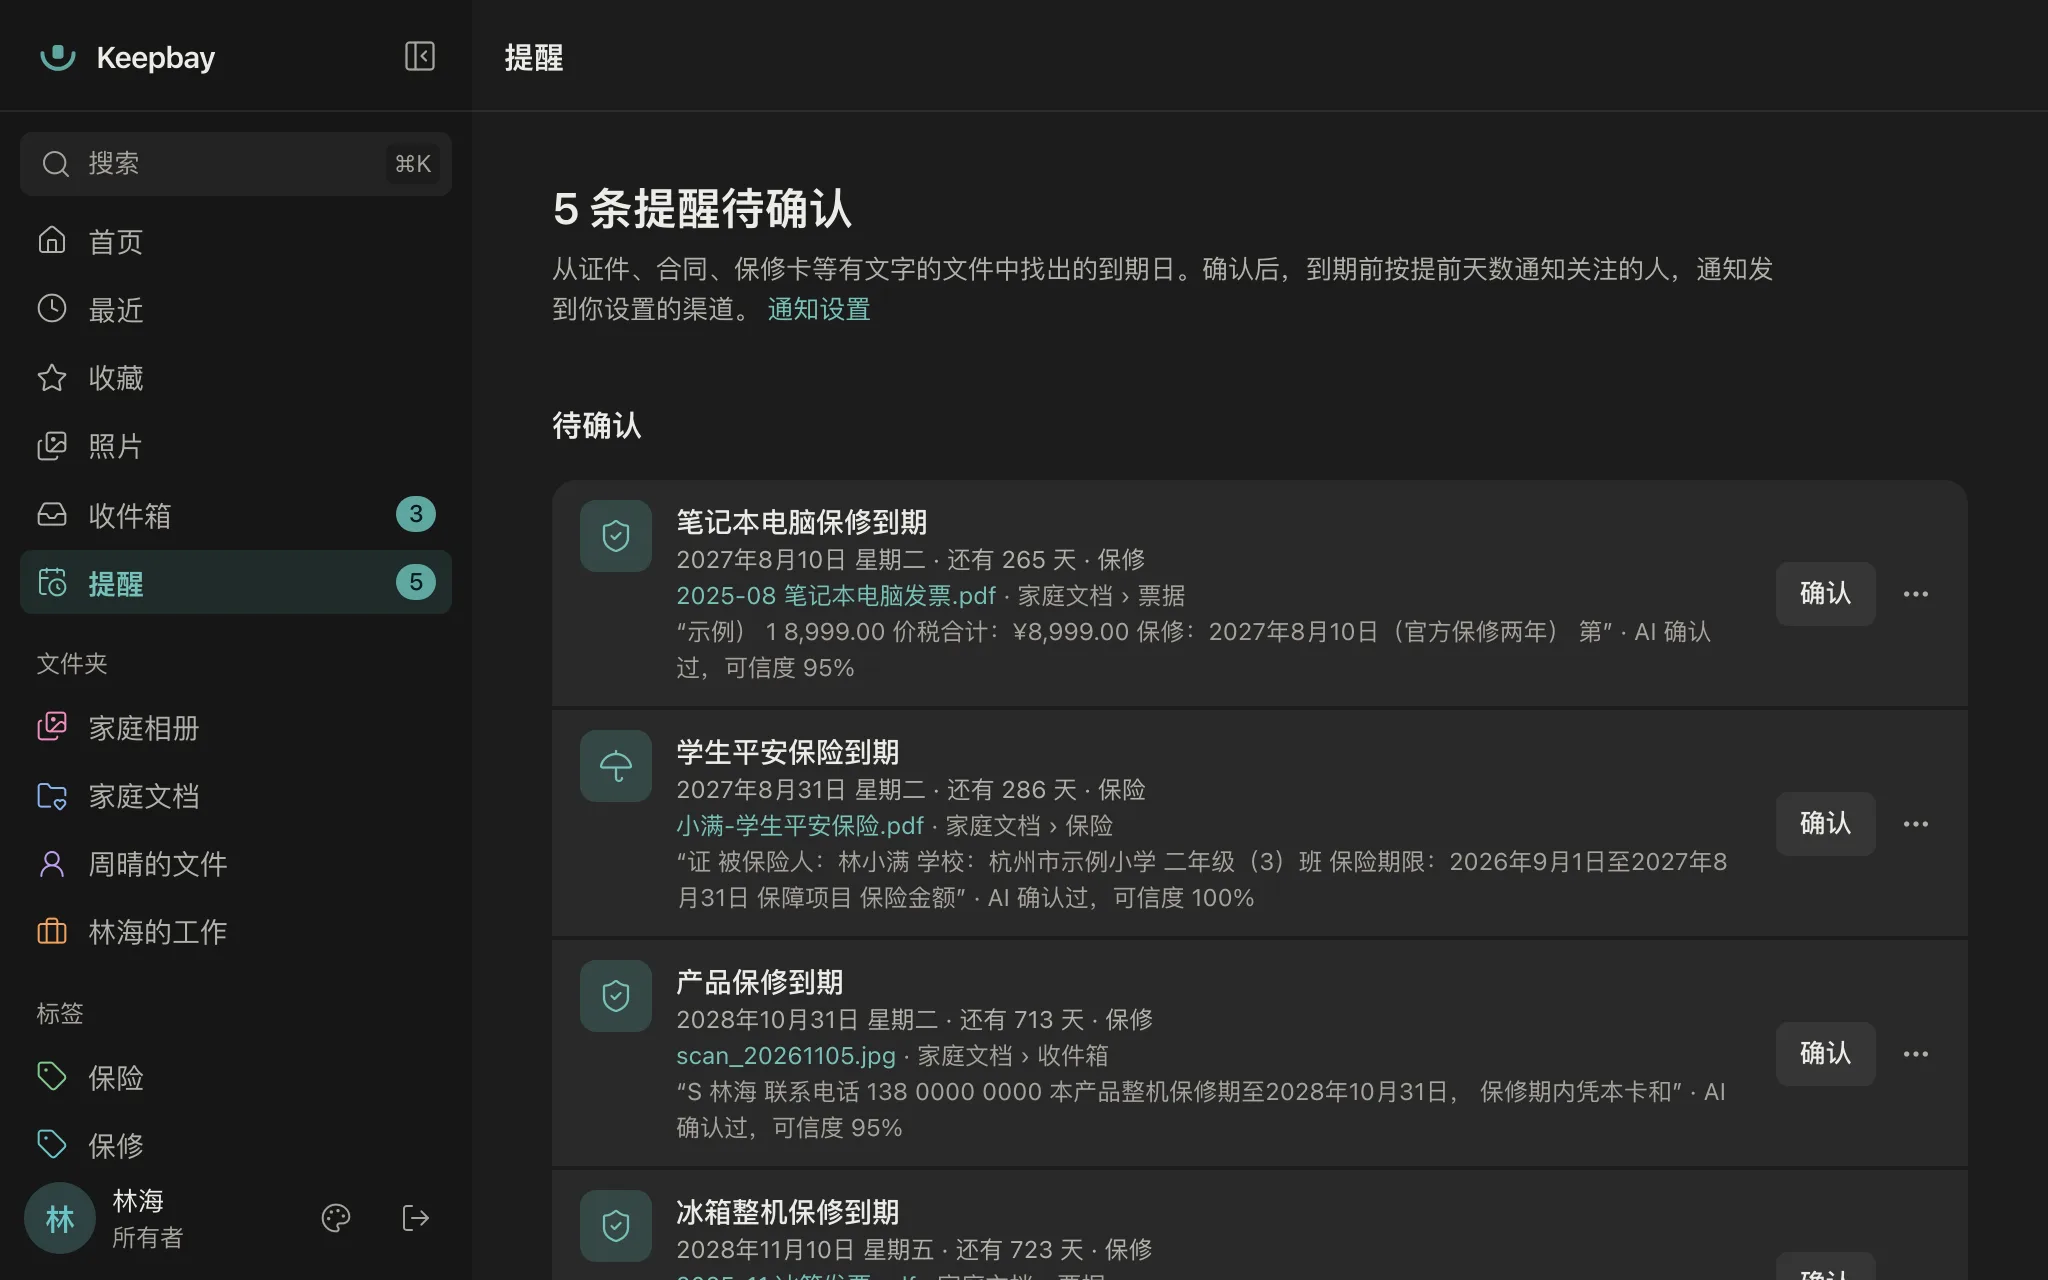 Keepbay
提醒
搜索
⌘K
首页
最近
收藏
照片
收件箱
3
提醒
5
文件夹
家庭相册
家庭文档
周晴的文件
林海的工作
标签
保险
保修
林
林海
所有者
5 条提醒待确认
从证件、合同、保修卡等有文字的文件中找出的到期日。确认后，到期前按提前天数通知关注的人，通知发
到你设置的渠道。 通知设置
待确认
笔记本电脑保修到期
2027年8月10日 星期二 · 还有 265 天 · 保修
2025-08 笔记本电脑发票.pdf · 家庭文档 › 票据
“示例） 1 8,999.00 价税合计：¥8,999.00 保修：2027年8月10日（官方保修两年） 第” · AI 确认
过，可信度 95%
确认
学生平安保险到期
2027年8月31日 星期二 · 还有 286 天 · 保险
小满-学生平安保险.pdf · 家庭文档 › 保险
“证 被保险人：林小满 学校：杭州市示例小学 二年级（3）班 保险期限：2026年9月1日至2027年8
月31日 保障项目 保险金额” · AI 确认过，可信度 100%
确认
产品保修到期
2028年10月31日 星期二 · 还有 713 天 · 保修
scan_20261105.jpg · 家庭文档 › 收件箱
“S 林海 联系电话 138 0000 0000 本产品整机保修期至2028年10月31日， 保修期内凭本卡和” · AI
确认过，可信度 95%
确认
冰箱整机保修到期
2028年11月10日 星期五 · 还有 723 天 · 保修